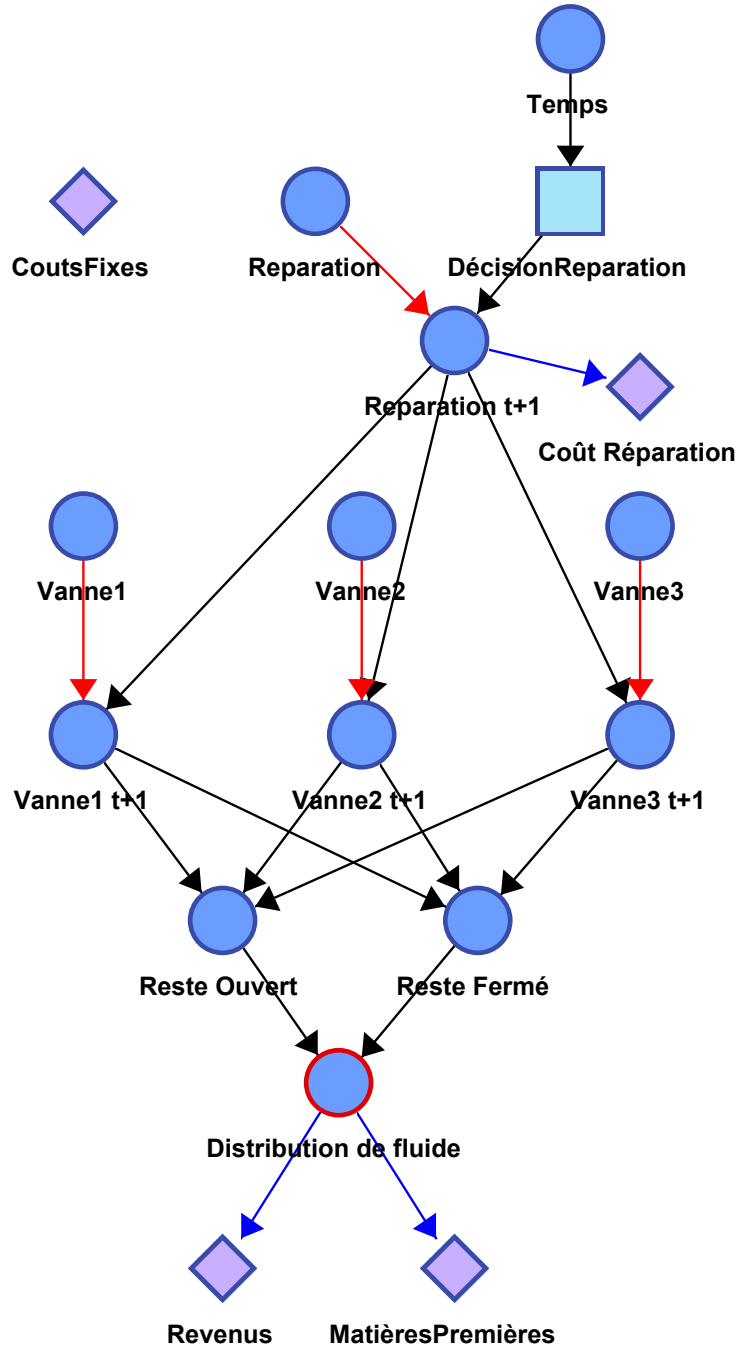 Temps
CoutsFixes
Reparation
DécisionReparation
Reparation t+1
Coût Réparation
Vanne1
Vanne2
Vanne3
Vanne1 t+1
Vanne2 t+1
Vanne3 t+1
Reste Ouvert
Reste Fermé
Distribution de fluide
Revenus
MatièresPremières